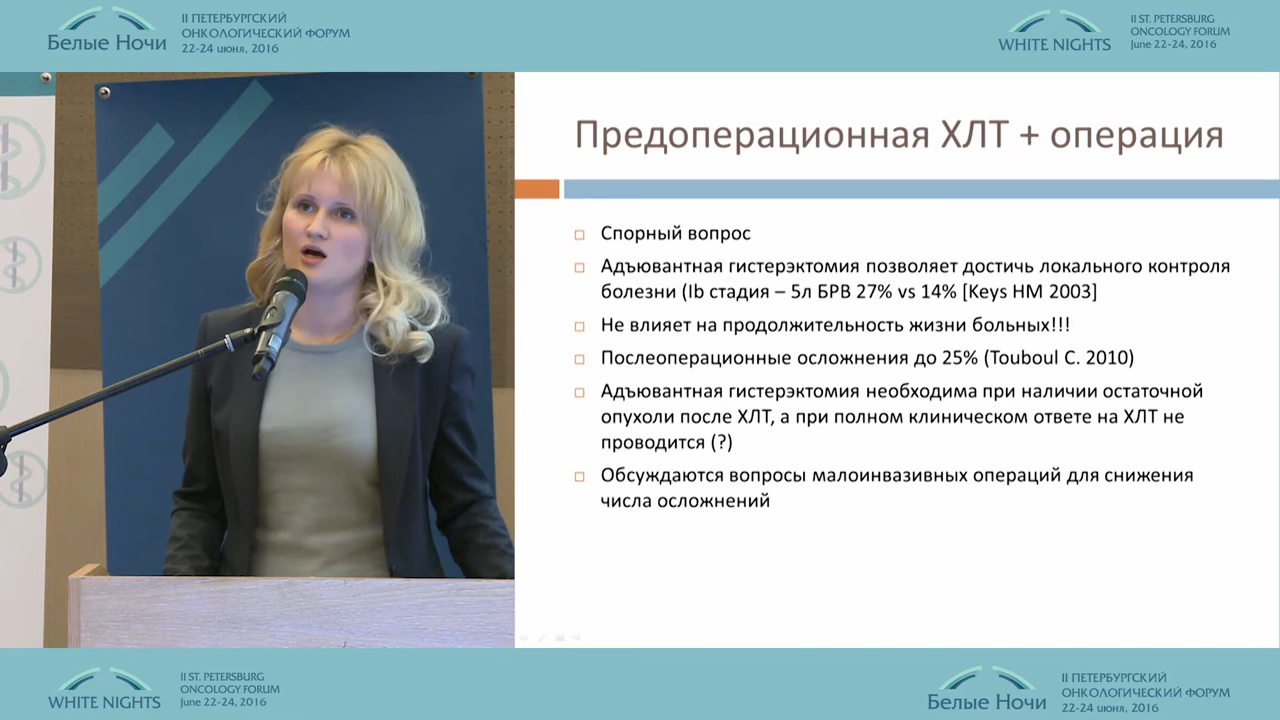 Белые Ночи
II ПЕТЕРБУРГСКИЙ
ОНКОЛОГИЧЕСКИЙ ФОРУМ
22-24 июня, 2016
WHITE NIGHTS
II ST. PETERSBURG
ONCOLOGY FORUM
June 22-24, 2016
Предоперационная ХЛТ + операция
Спорный вопрос
Адъювантная гистерэктомия позволяет достичь локального контроля
болезни (Ib стадия – 5л БРВ 27% vs 14% [Keys HM 2003]
Не влияет на продолжительность жизни больных!!!
Послеоперационные осложнения до 25% (Touboul C. 2010)
Адъювантная гистерэктомия необходима при наличии остаточной
опухоли после ХЛТ, а при полном клиническом ответе на ХЛТ не
проводится (?)
Обсуждаются вопросы малоинвазивных операций для снижения
числа осложнений
WHITE NIGHTS
II ST. PETERSBURG
ONCOLOGY FORUM
June 22-24, 2016
Белые Ночи
II ПЕТЕРБУРГСКИЙ
ОНКОЛОГИЧЕСКИЙ ФОРУМ
22-24 июня, 2016